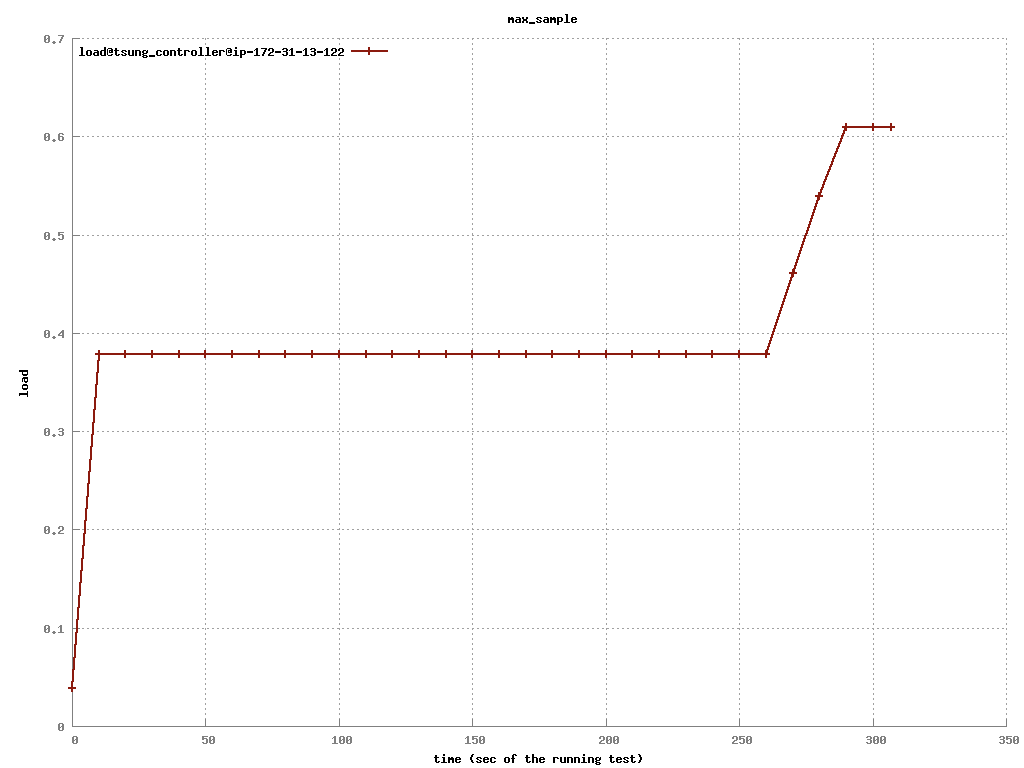 max_sample
load@tsung_controller@ip-172-31-13-122
0.7
0.6
0.5
0.4
0.3
0.2
0.1
0
load
0 50 100 150 200 250 300 350
time (sec of the running test)